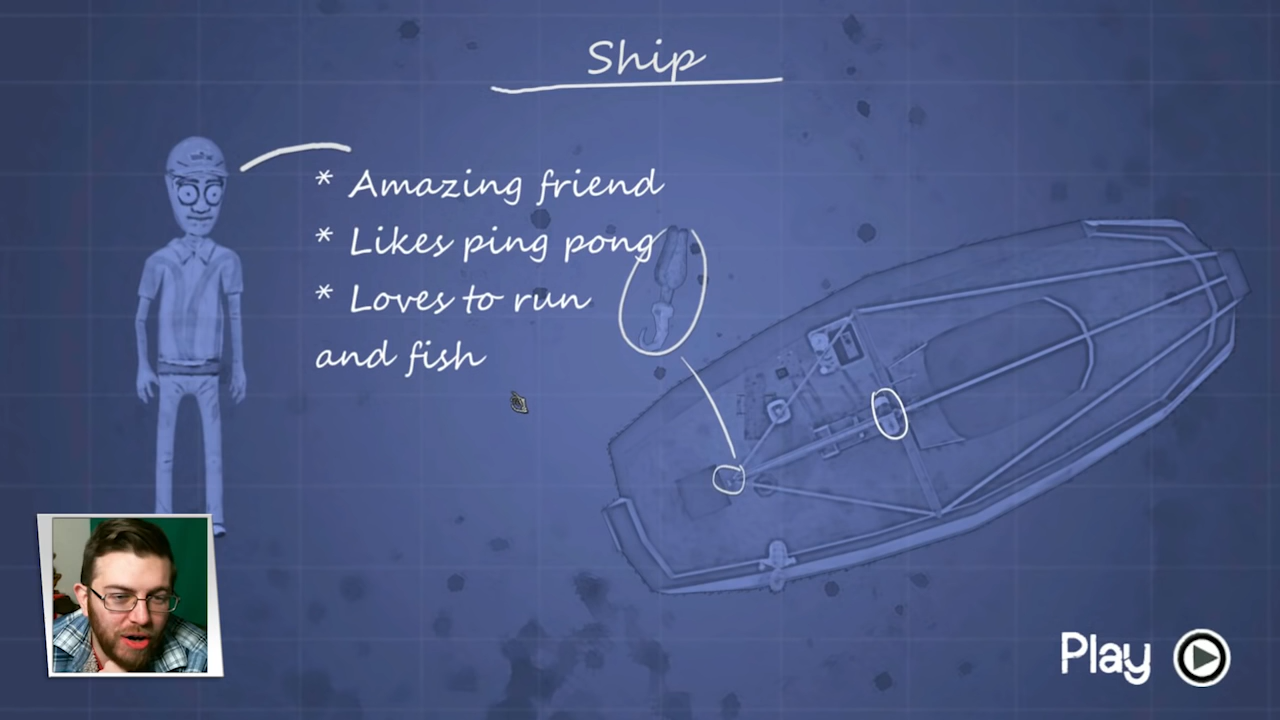 Ship
* Amazing friend
* Likes ping pong
* Loves to run
and fish
Play